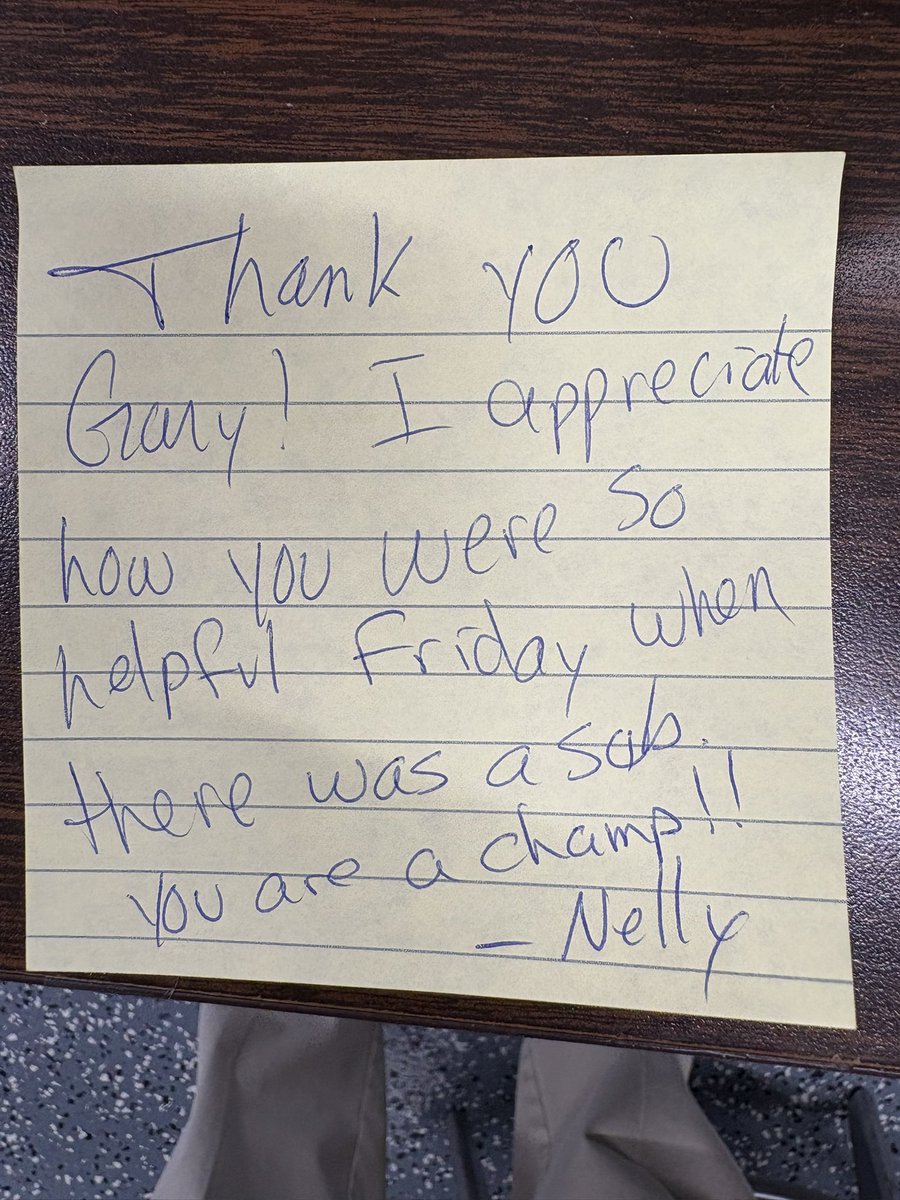 Thank you
Gary! I appreciate
how you were so
helpful Friday when
there was a sub.
you are a champ!!
- Nelly